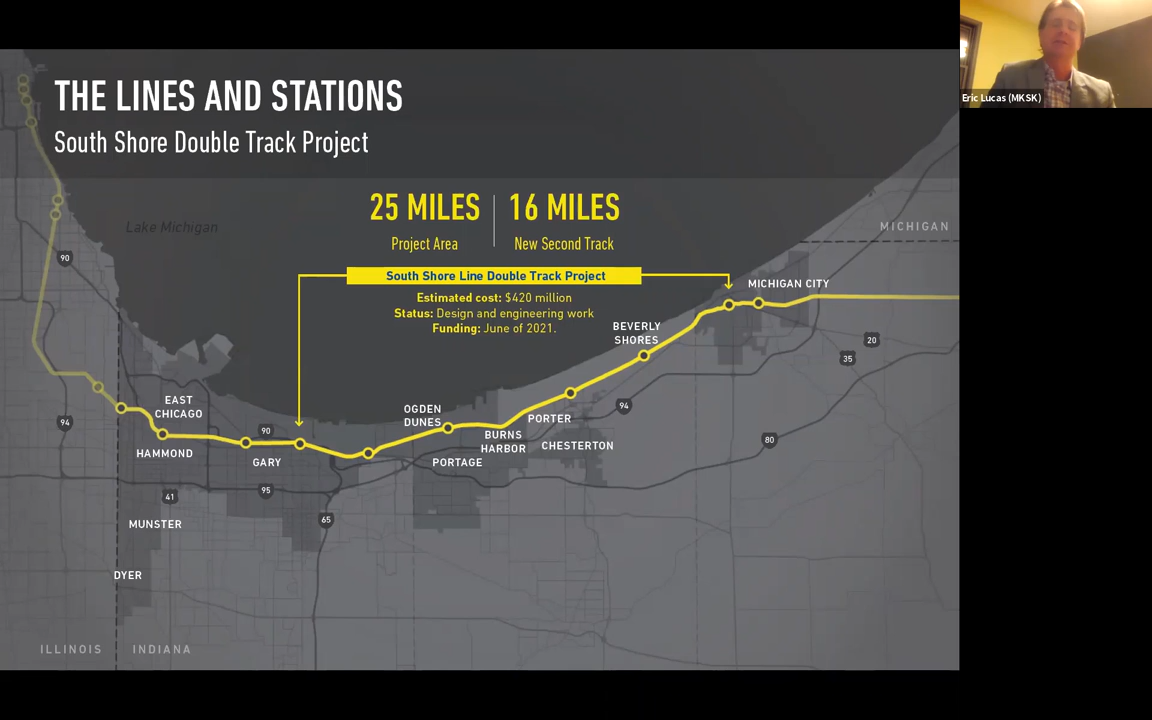 THE LINES AND STATIONS
South Shore Double Track Project
Eric Lucas (MKSK)
25 MILES
Project Area
16 MILES
New Second Track
Lake Michigan
MICHIGAN
90
South Shore Line Double Track Project
Estimated cost: $420 million
Status: Design and engineering work
Funding: June of 2021.
MICHIGAN CITY
BEVERLY
SHORES
20
35
94
EAST
CHICAGO
HAMMOND
94
90
GARY
95
OGDEN
DUNES
PORTAGE
BURNS
HARBOR
PORTER
CHESTERTON
80
41
65
MUNSTER
DYER
ILLINOIS
INDIANA